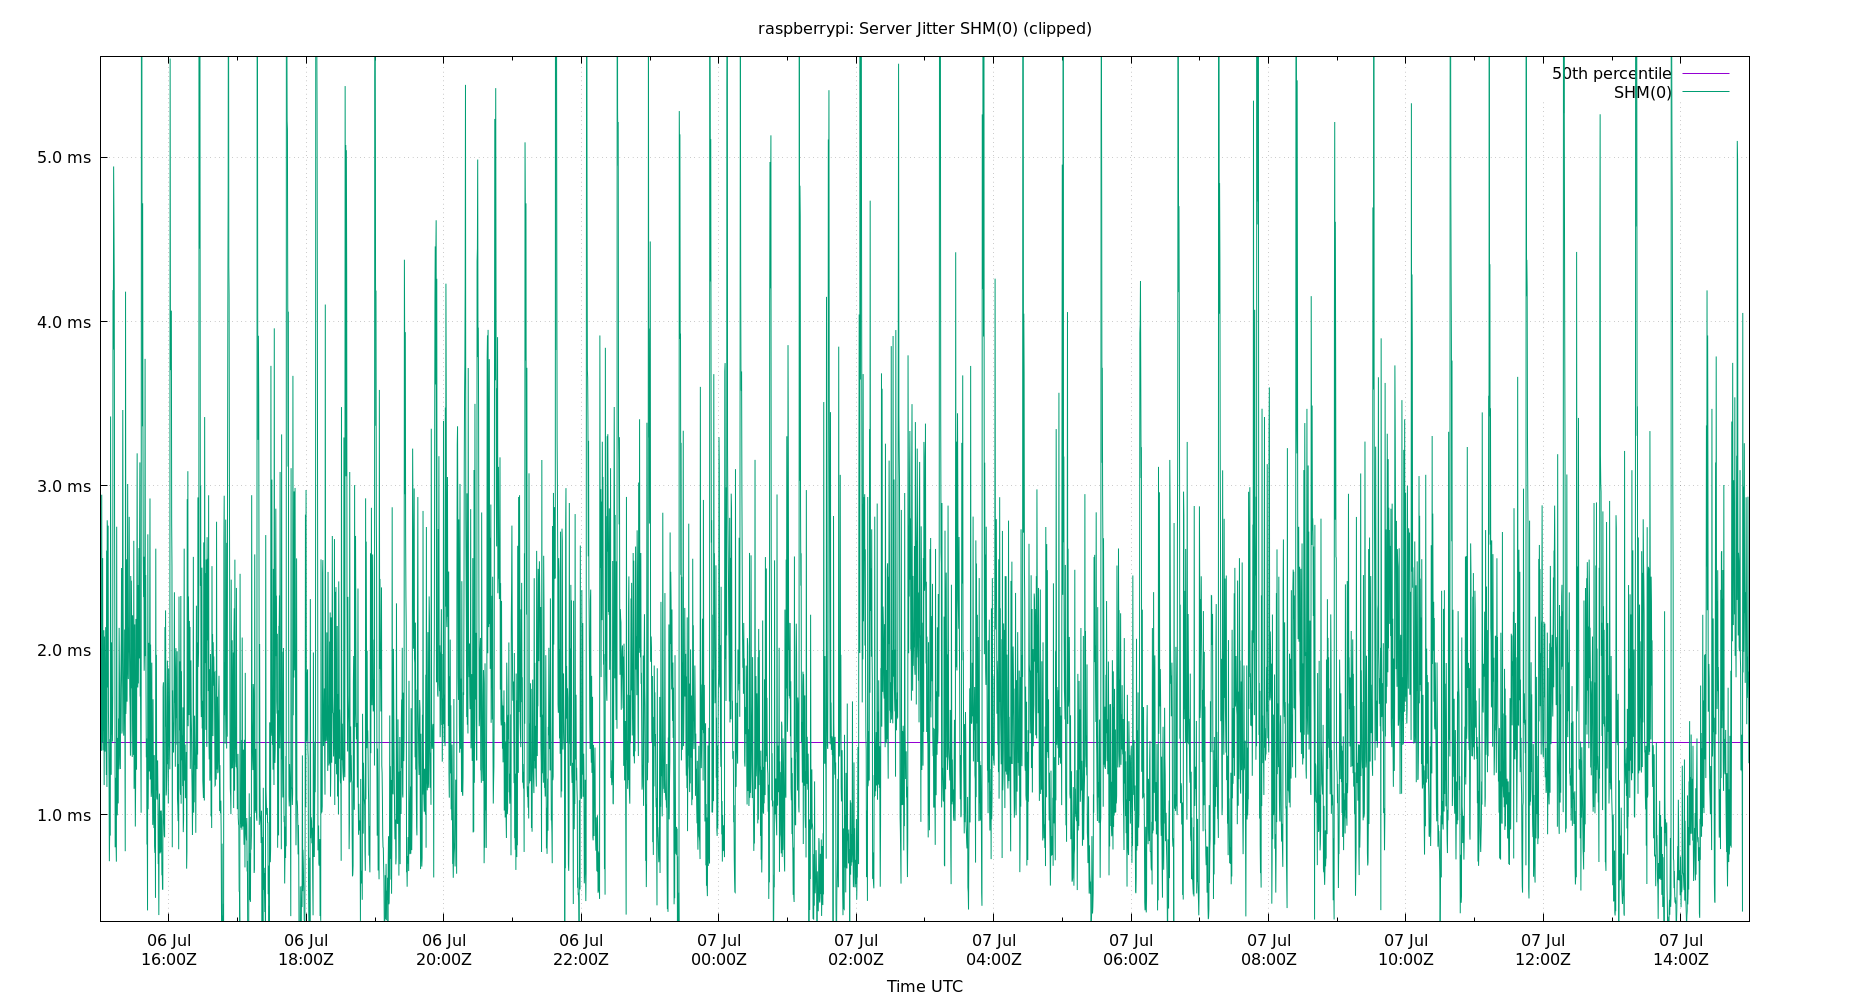 raspberrypi: Server Jitter SHM(0) (clipped)
50th percentile
SHM(0)
5.0 ms
4.0 ms
3.0 ms
2.0 ms
1.0 ms
06 Jul 06 Jul 06 Jul 06 Jul 07 Jul 07 Jul 07 Jul 07 Jul 07 Jul 07 Jul 07 Jul 07 Jul
16:00Z 18:00Z 20:00Z 22:00Z 00:00Z 02:00Z 04:00Z 06:00Z 08:00Z 10:00Z 12:00Z 14:00Z
Time UTC